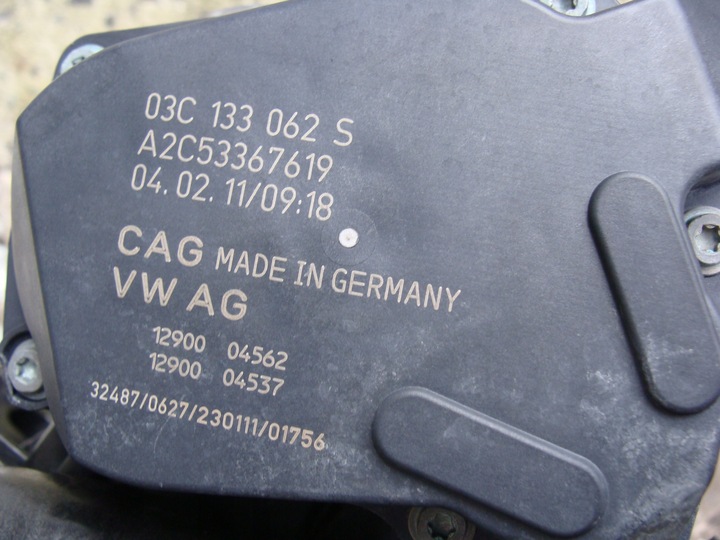 03C 133 062 S
A2C53367619
04.02.11/09:18
CAG MADE IN GERMANY
VW AG
12900 04562
12900 04537
32487/0627/230111/01756